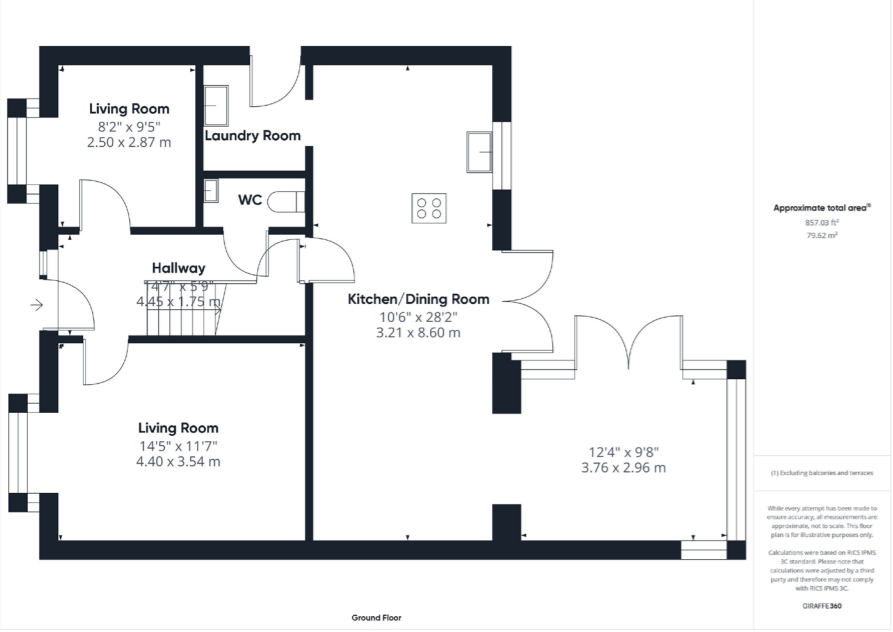 Living Room
8'2" x 9'5"
2.50 x 2.87 m
Laundry Room
WC
Hallway
14'7" x 5'9"
4.45 x 1.75 m
Kitchen/Dining Room
10'6" x 28'2"
3.21 x 8.60 m
Living Room
14'5" x 11'7"
4.40 x 3.54 m
12'4" x 9'8"
3.76 x 2.96 m
Ground Floor
Approximate total area⁽¹⁾
857.03 ft²
79.62 m²
(1) Excluding balconies and terraces
While every attempt has been made to
ensure accuracy, all measurements are
approximate, not to scale. This floor
plan is for illustrative purposes only.
Calculations were based on RICS IPMS
3C standard. Please note that
calculations were adjusted by a third
party and therefore may not comply
with RICS IPMS 3C.
GIRAFFE360